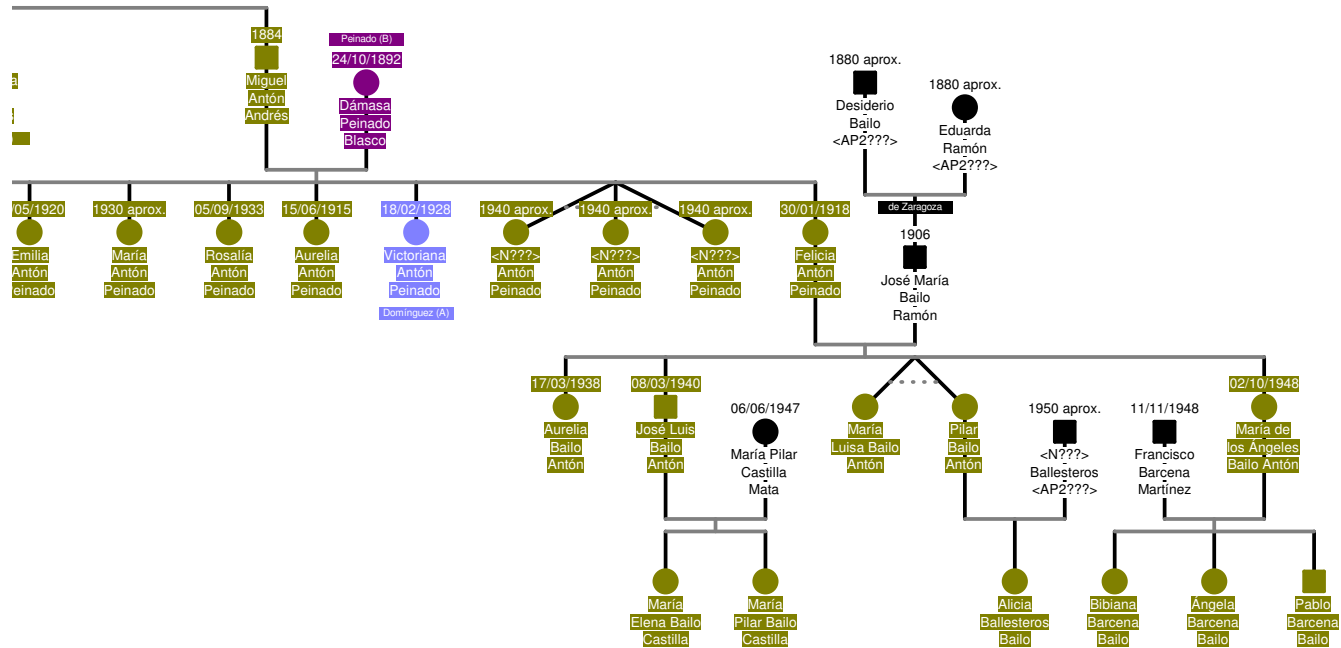 1884
Miguel
Antón
Andrés
Peinado (B)
24/10/1892
Dámasa
Peinado
Blasco
1880 aprox.
Desiderio
Bailo
<AP2???>
1880 aprox.
Eduarda
Ramón
<AP2???>
/05/1920
Emilia
Antón
einado
1930 aprox.
María
Antón
Peinado
05/09/1933
Rosalía
Antón
Peinado
15/06/1915
Aurelia
Antón
Peinado
18/02/1928
Victoriana
Antón
Peinado
Domínguez (A)
1940 aprox.
<N???>
Antón
Peinado
1940 aprox.
<N???>
Antón
Peinado
1940 aprox.
<N???>
Antón
Peinado
30/01/1918
Felicia
Antón
Peinado
de Zaragoza
1906
José María
Bailo
Ramón
17/03/1938
Aurelia
Bailo
Antón
08/03/1940
José Luis
Bailo
Antón
06/06/1947
María Pilar
Castilla
Mata
María
Luisa Bailo
Antón
Pilar
Bailo
Antón
1950 aprox.
<N???>
Ballesteros
<AP2???>
11/11/1948
Francisco
Barcena
Martínez
02/10/1948
María de
los Ángeles
Bailo Antón
María
Elena Bailo
Castilla
María
Pilar Bailo
Castilla
Alicia
Ballesteros
Bailo
Bibiana
Barcena
Bailo
Ángela
Barcena
Bailo
Pablo
Barcena
Bailo